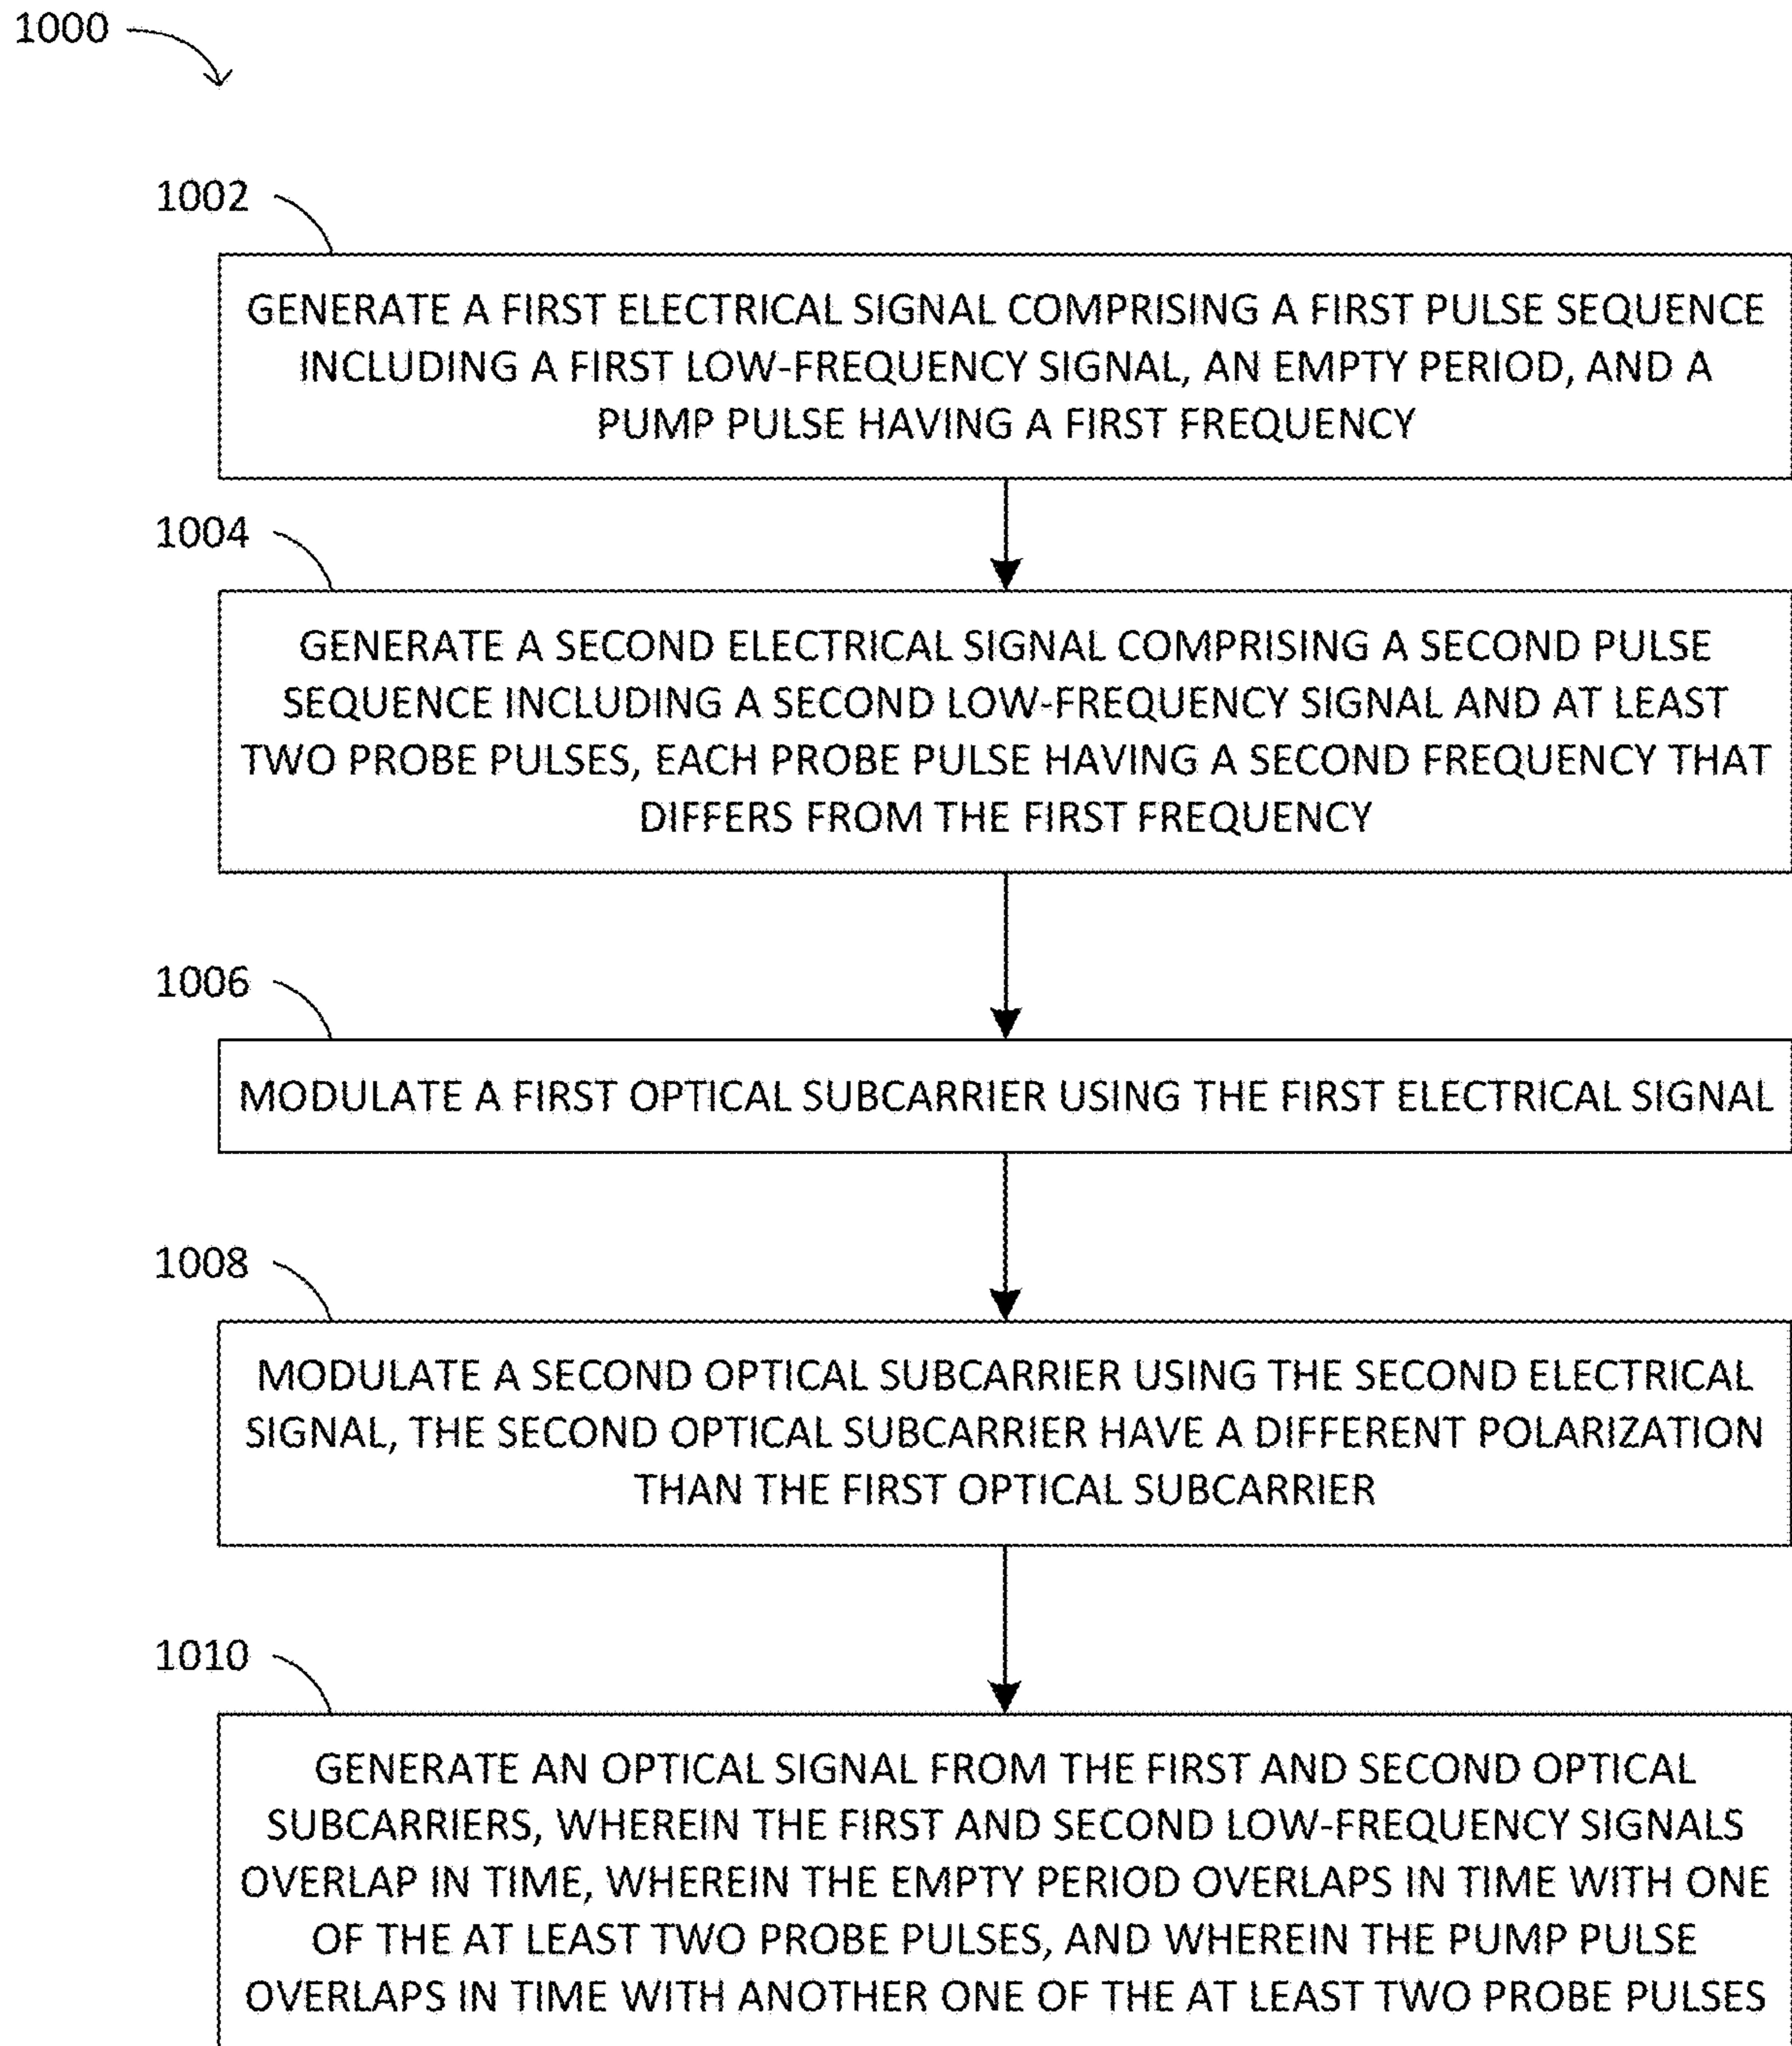 1000
1002
GENERATE A FIRST ELECTRICAL SIGNAL COMPRISING A FIRST PULSE SEQUENCE
INCLUDING A FIRST LOW-FREQUENCY SIGNAL, AN EMPTY PERIOD, AND A
PUMP PULSE HAVING A FIRST FREQUENCY
1004
GENERATE A SECOND ELECTRICAL SIGNAL COMPRISING A SECOND PULSE
SEQUENCE INCLUDING A SECOND LOW-FREQUENCY SIGNAL AND AT LEAST
TWO PROBE PULSES, EACH PROBE PULSE HAVING A SECOND FREQUENCY THAT
DIFFERS FROM THE FIRST FREQUENCY
1006
MODULATE A FIRST OPTICAL SUBCARRIER USING THE FIRST ELECTRICAL SIGNAL
1008
MODULATE A SECOND OPTICAL SUBCARRIER USING THE SECOND ELECTRICAL
SIGNAL, THE SECOND OPTICAL SUBCARRIER HAVE A DIFFERENT POLARIZATION
THAN THE FIRST OPTICAL SUBCARRIER
1010
GENERATE AN OPTICAL SIGNAL FROM THE FIRST AND SECOND OPTICAL
SUBCARRIERS, WHEREIN THE FIRST AND SECOND LOW-FREQUENCY SIGNALS
OVERLAP IN TIME, WHEREIN THE EMPTY PERIOD OVERLAPS IN TIME WITH ONE
OF THE AT LEAST TWO PROBE PULSES, AND WHEREIN THE PUMP PULSE
OVERLAPS IN TIME WITH ANOTHER ONE OF THE AT LEAST TWO PROBE PULSES